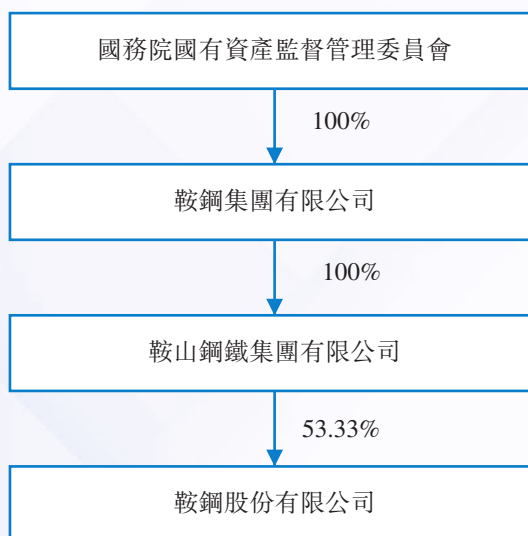 國務院國有資產監督管理委員會
100%
鞍鋼集團有限公司
100%
鞍山鋼鐵集團有限公司
53.33%
鞍鋼股份有限公司